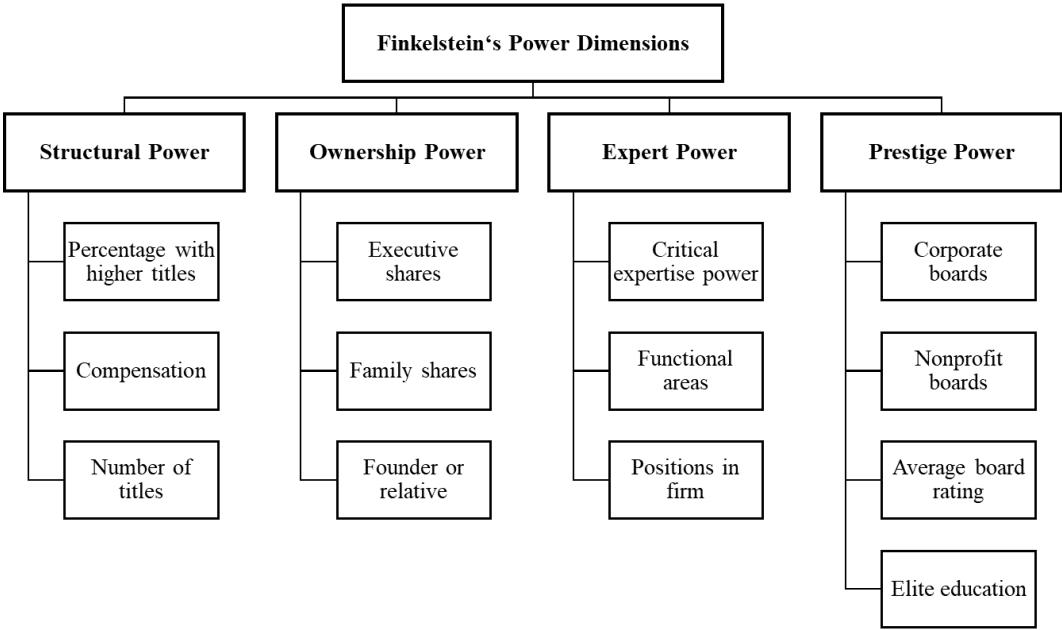 Finkelstein‘s Power Dimensions
Structural Power
Percentage with
higher titles
Compensation
Number of
titles
Ownership Power
Executive
shares
Family shares
Founder or
relative
Expert Power
Critical
expertise power
Functional
areas
Positions in
firm
Prestige Power
Corporate
boards
Nonprofit
boards
Average board
rating
Elite education